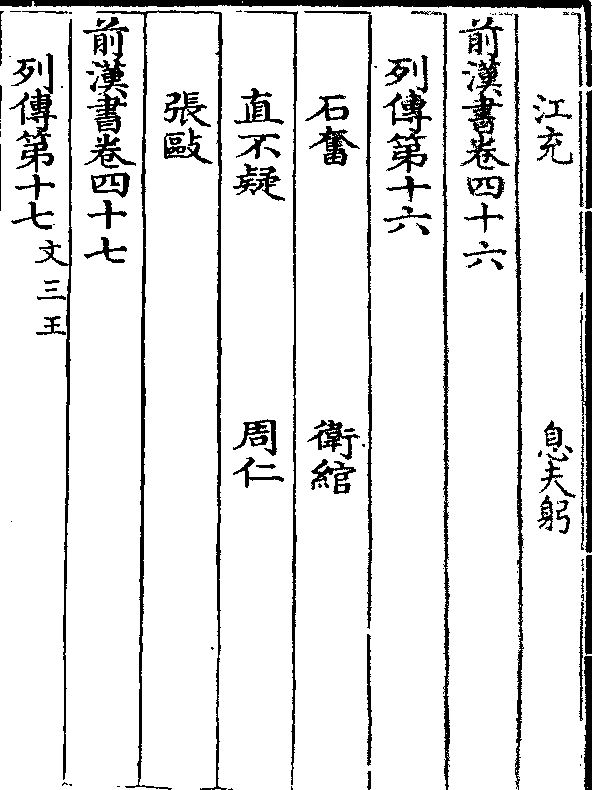 江充　息夫躬
前漢書卷四十六
列傳第十六
石奮　衛綰
直不疑　周仁
張敺
前漢書卷四十七
列傳第十七文三王